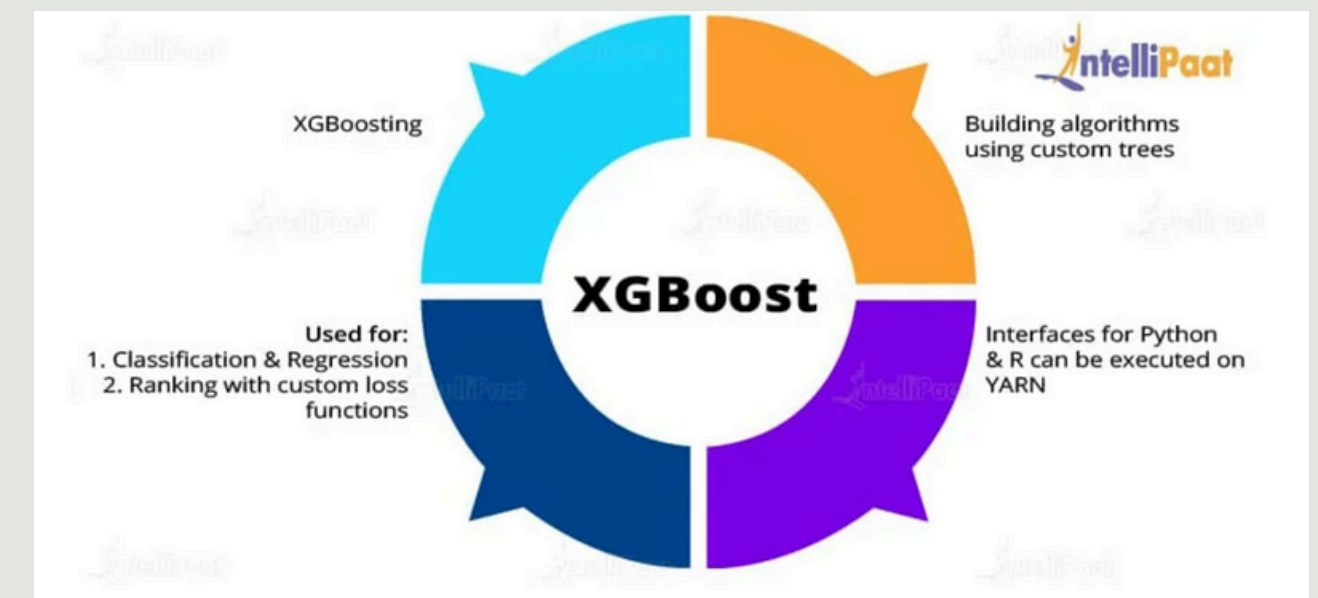 IntelliPaat
XGBoosting
Building algorithms
using custom trees
XGBoost
Used for:
1. Classification & Regression
2. Ranking with custom loss
functions
Interfaces for Python
& R can be executed on
YARN